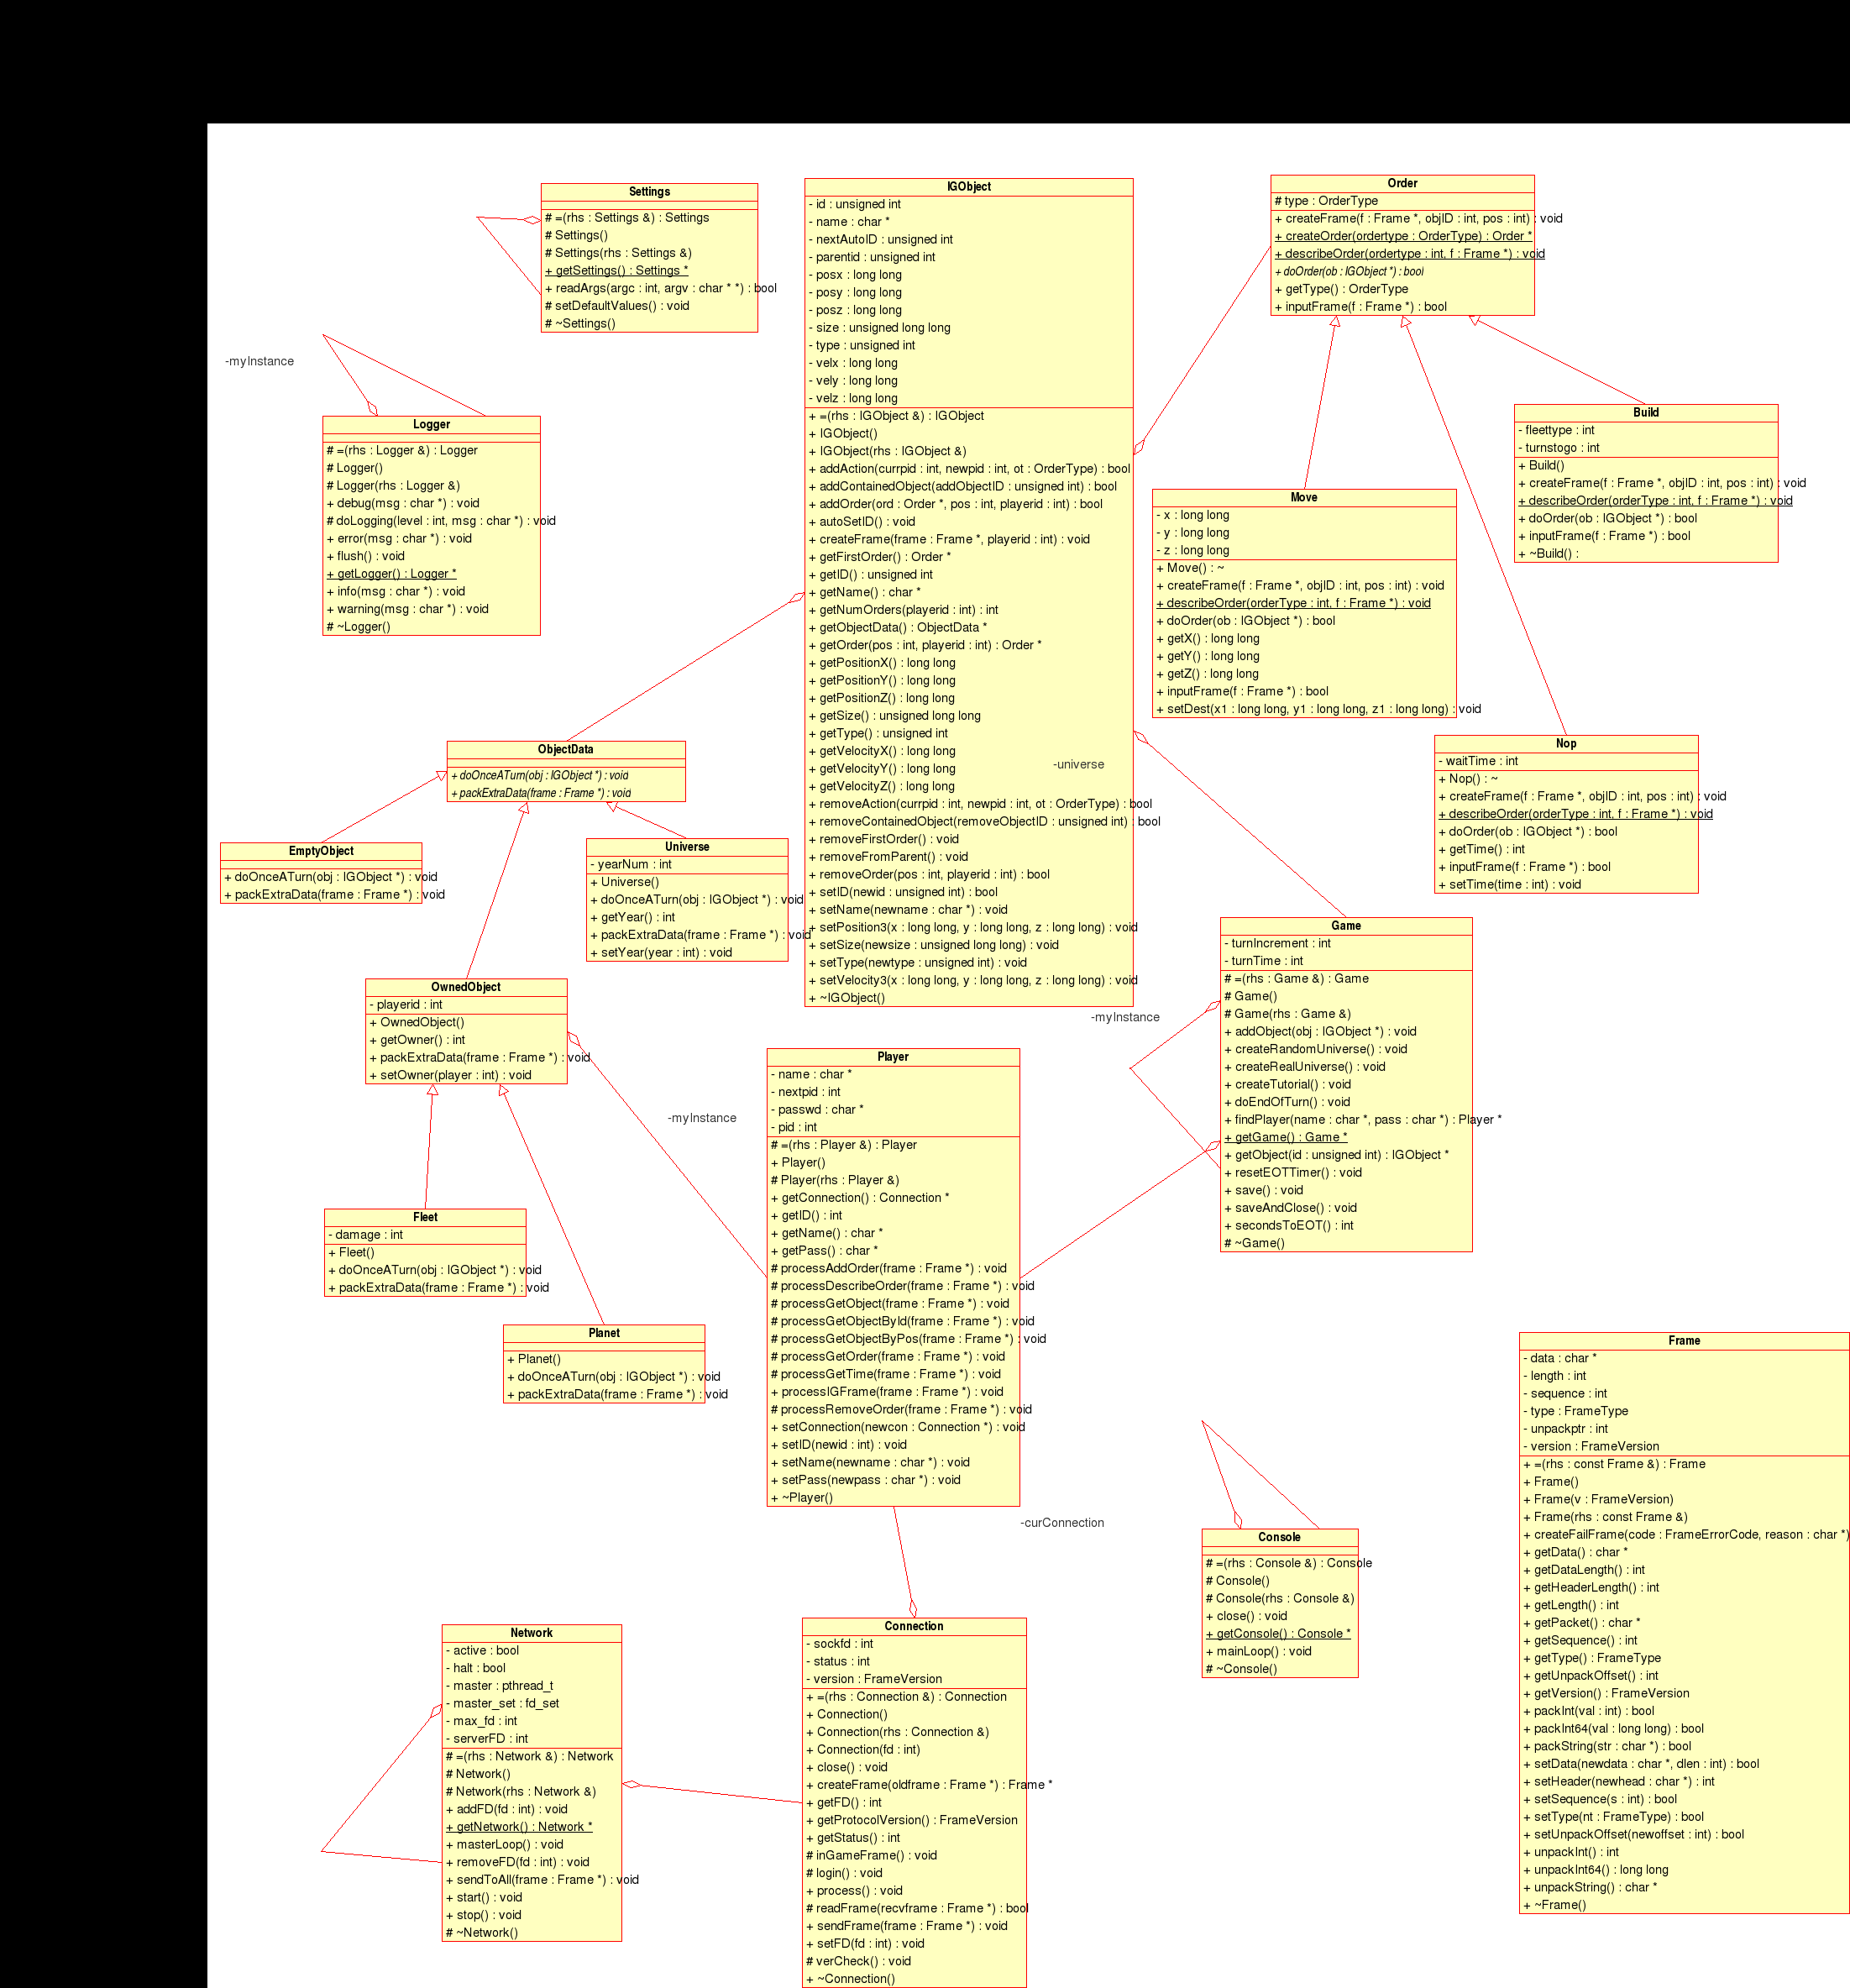 Settings
# =(rhs : Settings &) : Settings
# Settings()
# Settings(rhs : Settings &)
+ getSettings() : Settings *
+ readArgs(argc : int, argv : char * *) : bool
# setDefaultValues() : void
# ~Settings()
IGObject
- id : unsigned int
- name : char *
- nextAutoID : unsigned int
- parentid : unsigned int
- posx : long long
- posy : long long
- posz : long long
- size : unsigned long long
- type : unsigned int
- velx : long long
- vely : long long
- velz : long long
+ =(rhs : IGObject &) : IGObject
+ IGObject()
+ IGObject(rhs : IGObject &)
+ addAction(currpid : int, newpid : int, ot : OrderType) : bool
+ addContainedObject(addObjectID : unsigned int) : bool
+ addOrder(ord : Order *, pos : int, playerid : int) : bool
+ autoSetID() : void
+ createFrame(frame : Frame *, playerid : int) : void
+ getFirstOrder() : Order *
+ getID() : unsigned int
+ getName() : char *
+ getNumOrders(playerid : int) : int
+ getObjectData() : ObjectData *
+ getOrder(pos : int, playerid : int) : Order *
+ getPositionX() : long long
+ getPositionY() : long long
+ getPositionZ() : long long
+ getSize() : unsigned long long
+ getType() : unsigned int
+ getVelocityX() : long long
+ getVelocityY() : long long
+ getVelocityZ() : long long
+ removeAction(currpid : int, newpid : int, ot : OrderType) : bool
+ removeContainedObject(removeObjectID : unsigned int) : bool
+ removeFirstOrder() : void
+ removeFromParent() : void
+ removeOrder(pos : int, playerid : int) : bool
+ setID(newid : unsigned int) : bool
+ setName(newname : char *) : void
+ setPosition3(x : long long, y : long long, z : long long) : void
+ setSize(newsize : unsigned long long) : void
+ setType(newtype : unsigned int) : void
+ setVelocity3(x : long long, y : long long, z : long long) : void
+ ~IGObject()
Order
# type : OrderType
+ createFrame(f : Frame *, objID : int, pos : int) : void
+ createOrder(ordertype : OrderType) : Order *
+ describeOrder(ordertype : int, f : Frame *) : void
+ doOrder(ob : IGObject *) : bool
+ getType() : OrderType
+ inputFrame(f : Frame *) : bool
-myInstance
Logger
# =(rhs : Logger &) : Logger
# Logger()
# Logger(rhs : Logger &)
+ debug(msg : char *) : void
# doLogging(level : int, msg : char *) : void
+ error(msg : char *) : void
+ flush() : void
+ getLogger() : Logger *
+ info(msg : char *) : void
+ warning(msg : char *) : void
# ~Logger()
Build
- fleettype : int
- turnstogo : int
+ Build()
+ createFrame(f : Frame *, objID : int, pos : int) : void
+ describeOrder(orderType : int, f : Frame *) : void
+ doOrder(ob : IGObject *) : bool
+ inputFrame(f : Frame *) : bool
+ ~Build() :
Move
- x : long long
- y : long long
- z : long long
+ Move() : ~
+ createFrame(f : Frame *, objID : int, pos : int) : void
+ describeOrder(orderType : int, f : Frame *) : void
+ doOrder(ob : IGObject *) : bool
+ getX() : long long
+ getY() : long long
+ getZ() : long long
+ inputFrame(f : Frame *) : bool
+ setDest(x1 : long long, y1 : long long, z1 : long long) : void
Nop
- waitTime : int
+ Nop() : ~
+ createFrame(f : Frame *, objID : int, pos : int) : void
+ describeOrder(orderType : int, f : Frame *) : void
+ doOrder(ob : IGObject *) : bool
+ getTime() : int
+ inputFrame(f : Frame *) : bool
+ setTime(time : int) : void
ObjectData
+ doOnceATurn(obj : IGObject *) : void
+ packExtraData(frame : Frame *) : void
-universe
EmptyObject
+ doOnceATurn(obj : IGObject *) : void
+ packExtraData(frame : Frame *) : void
Universe
- yearNum : int
+ Universe()
+ doOnceATurn(obj : IGObject *) : void
+ getYear() : int
+ packExtraData(frame : Frame *) : void
+ setYear(year : int) : void
OwnedObject
- playerid : int
+ OwnedObject()
+ getOwner() : int
+ packExtraData(frame : Frame *) : void
+ setOwner(player : int) : void
Game
- turnIncrement : int
- turnTime : int
# =(rhs : Game &) : Game
# Game()
# Game(rhs : Game &)
+ addObject(obj : IGObject *) : void
+ createRandomUniverse() : void
+ createRealUniverse() : void
+ createTutorial() : void
+ doEndOfTurn() : void
+ findPlayer(name : char *, pass : char *) : Player *
+ getGame() : Game *
+ getObject(id : unsigned int) : IGObject *
+ resetEOTTimer() : void
+ save() : void
+ saveAndClose() : void
+ secondsToEOT() : int
# ~Game()
-myInstance
-myInstance
Player
- name : char *
- nextpid : int
- passwd : char *
- pid : int
# =(rhs : Player &) : Player
+ Player()
# Player(rhs : Player &)
+ getConnection() : Connection *
+ getID() : int
+ getName() : char *
+ getPass() : char *
# processAddOrder(frame : Frame *) : void
# processDescribeOrder(frame : Frame *) : void
# processGetObject(frame : Frame *) : void
# processGetObjectById(frame : Frame *) : void
# processGetObjectByPos(frame : Frame *) : void
# processGetOrder(frame : Frame *) : void
# processGetTime(frame : Frame *) : void
+ processIGFrame(frame : Frame *) : void
# processRemoveOrder(frame : Frame *) : void
+ setConnection(newcon : Connection *) : void
+ setID(newid : int) : void
+ setName(newname : char *) : void
+ setPass(newpass : char *) : void
+ ~Player()
Fleet
- damage : int
+ Fleet()
+ doOnceATurn(obj : IGObject *) : void
+ packExtraData(frame : Frame *) : void
Planet
+ Planet()
+ doOnceATurn(obj : IGObject *) : void
+ packExtraData(frame : Frame *) : void
Frame
- data : char *
- length : int
- sequence : int
- type : FrameType
- unpackptr : int
- version : FrameVersion
+ =(rhs : const Frame &) : Frame
+ Frame()
+ Frame(v : FrameVersion)
+ Frame(rhs : const Frame &)
+ createFailFrame(code : FrameErrorCode, reason : char *)
+ getData() : char *
+ getDataLength() : int
+ getHeaderLength() : int
+ getLength() : int
+ getPacket() : char *
+ getSequence() : int
+ getType() : FrameType
+ getUnpackOffset() : int
+ getVersion() : FrameVersion
+ packInt(val : int) : bool
+ packInt64(val : long long) : bool
+ packString(str : char *) : bool
+ setData(newdata : char *, dlen : int) : bool
+ setHeader(newhead : char *) : int
+ setSequence(s : int) : bool
+ setType(nt : FrameType) : bool
+ setUnpackOffset(newoffset : int) : bool
+ unpackInt() : int
+ unpackInt64() : long long
+ unpackString() : char *
+ ~Frame()
-curConnection
Console
# =(rhs : Console &) : Console
# Console()
# Console(rhs : Console &)
+ close() : void
+ getConsole() : Console *
+ mainLoop() : void
# ~Console()
Network
- active : bool
- halt : bool
- master : pthread_t
- master_set : fd_set
- max_fd : int
- serverFD : int
# =(rhs : Network &) : Network
# Network()
# Network(rhs : Network &)
+ addFD(fd : int) : void
+ getNetwork() : Network *
+ masterLoop() : void
+ removeFD(fd : int) : void
+ sendToAll(frame : Frame *) : void
+ start() : void
+ stop() : void
# ~Network()
Connection
- sockfd : int
- status : int
- version : FrameVersion
+ =(rhs : Connection &) : Connection
+ Connection()
+ Connection(rhs : Connection &)
+ Connection(fd : int)
+ close() : void
+ createFrame(oldframe : Frame *) : Frame *
+ getFD() : int
+ getProtocolVersion() : FrameVersion
+ getStatus() : int
# inGameFrame() : void
# login() : void
+ process() : void
# readFrame(recvframe : Frame *) : bool
+ sendFrame(frame : Frame *) : void
+ setFD(fd : int) : void
# verCheck() : void
+ ~Connection()